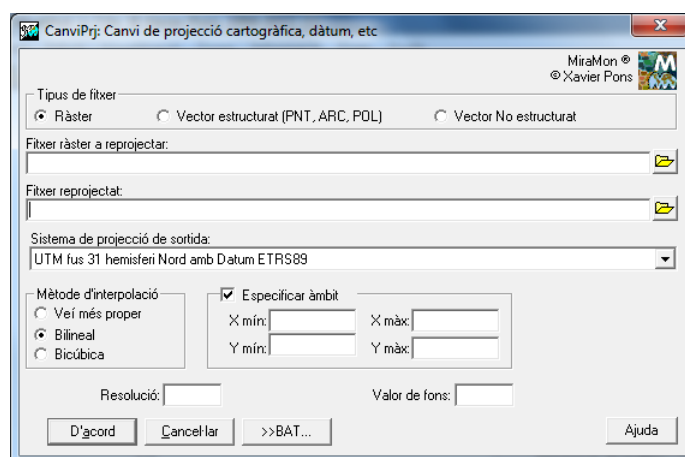 CanviPrj: Canvi de projecció cartogràfica, dàtum, etc
MiraMon ®
© Xavier Pons
Tipus de fitxer
Ràster
Vector estructurat (PNT, ARC, POL)
Vector No estructurat
Fitxer ràster a reprojectar:
Fitxer reprojectat:
Sistema de projecció de sortida:
UTM fus 31 hemisferi Nord amb Datum ETRS89
Mètode d'interpolació
Veí més proper
Bilineal
Bicúbica
Especificar àmbit
X mín:
X màx:
Y mín:
Y màx:
Resolució:
Valor de fons:
D'acord
Cancel·lar
>>BAT...
Ajuda